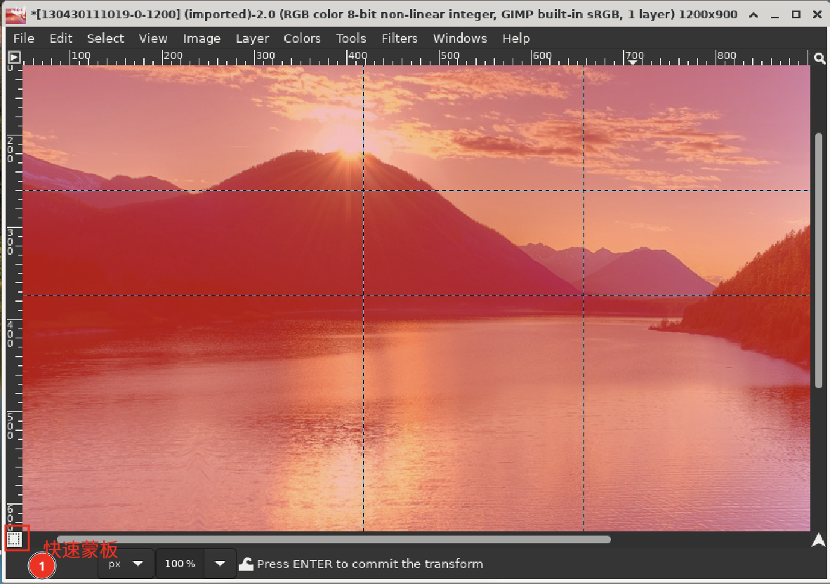 *[130430111019-0-1200] (imported)-2.0 (RGB color 8-bit non-linear integer, GIMP built-in sRGB, 1 layer) 1200x900
File Edit Select View Image Layer Colors Tools Filters Windows Help
100 200 300 400 500 600 700 800
0
200
300
400
500
60
快速蒙板
1 px 100 % Press ENTER to commit the transform